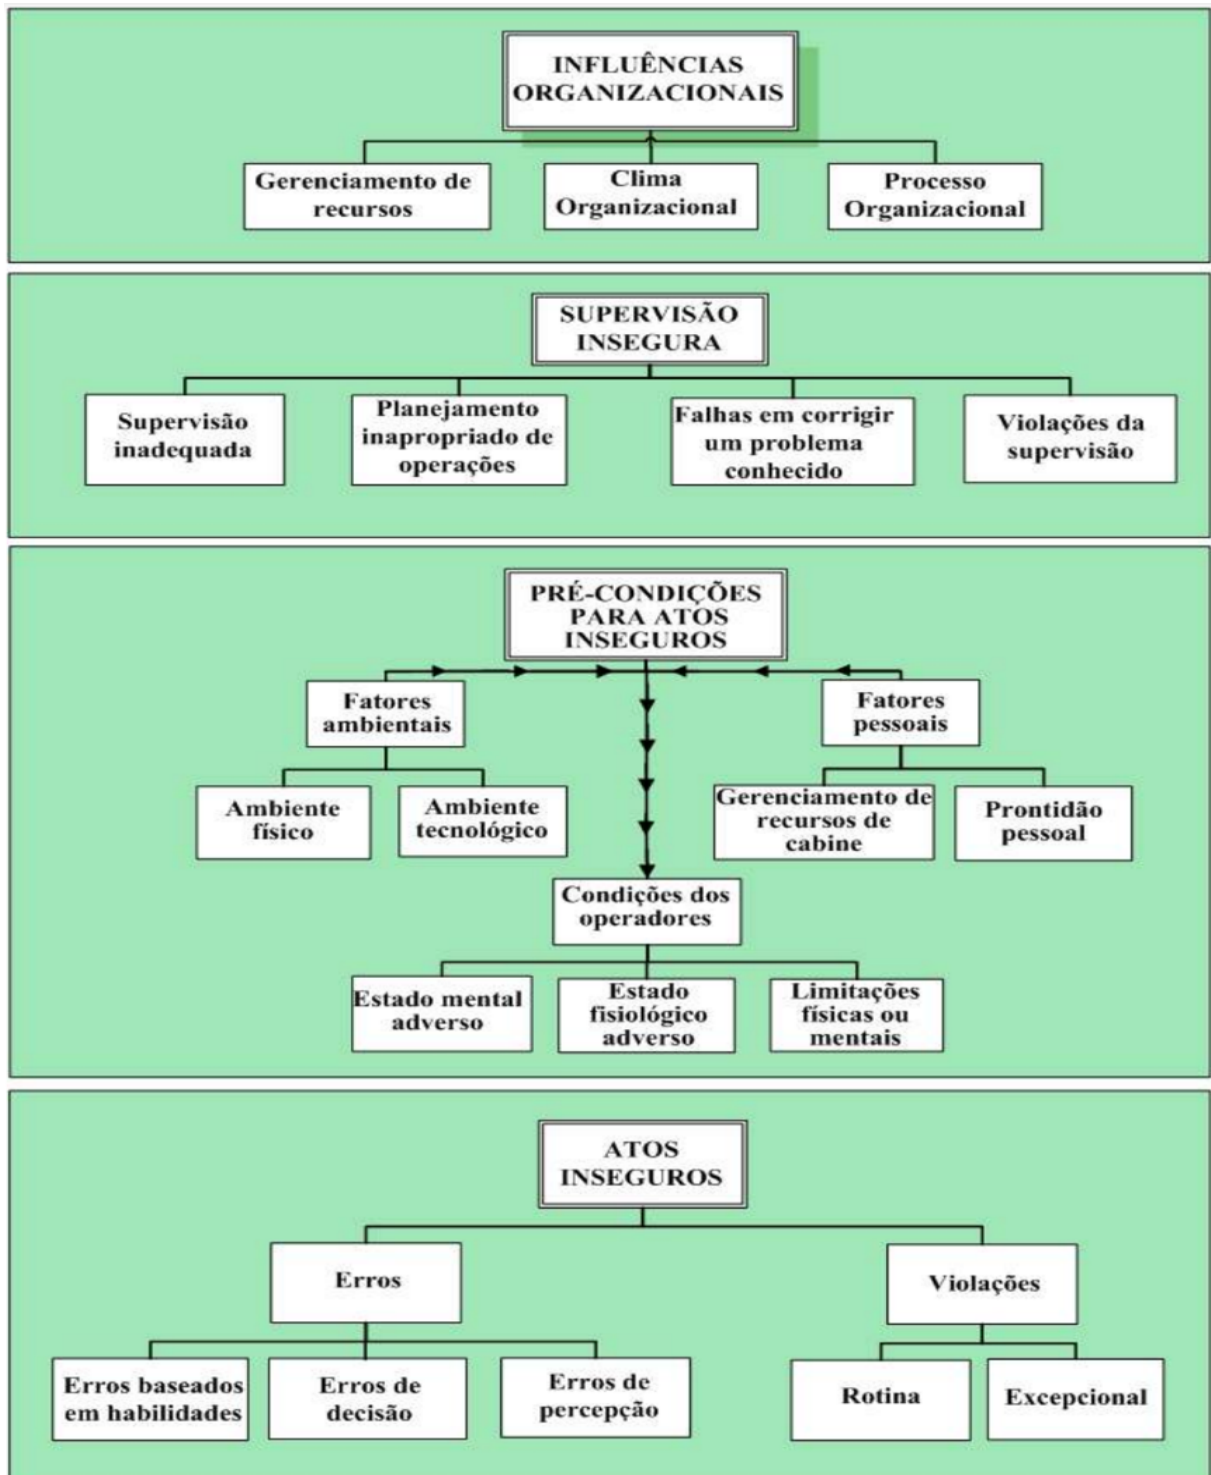 INFLUÊNCIAS
ORGANIZACIONAIS
Gerenciamento de
recursos
Clima
Organizacional
Processo
Organizacional
SUPERVISÃO
INSEGURA
Supervisão
inadequada
Planejamento
inapropriado de
operações
Falhas em corrigir
um problema
conhecido
Violações da
supervisão
PRÉ-CONDIÇÕES
PARA ATOS
INSEGUROS
Fatores
ambientais
Fatores
pessoais
Ambiente
físico
Ambiente
tecnológico
Gerenciamento de
recursos de
cabine
Prontidão
pessoal
Condições dos
operadores
Estado mental
adverso
Estado
fisiológico
adverso
Limitações
físicas ou
mentais
ATOS
INSEGUROS
Erros
Violações
Erros baseados
em habilidades
Erros de
decisão
Erros de
percepção
Rotina
Excepcional